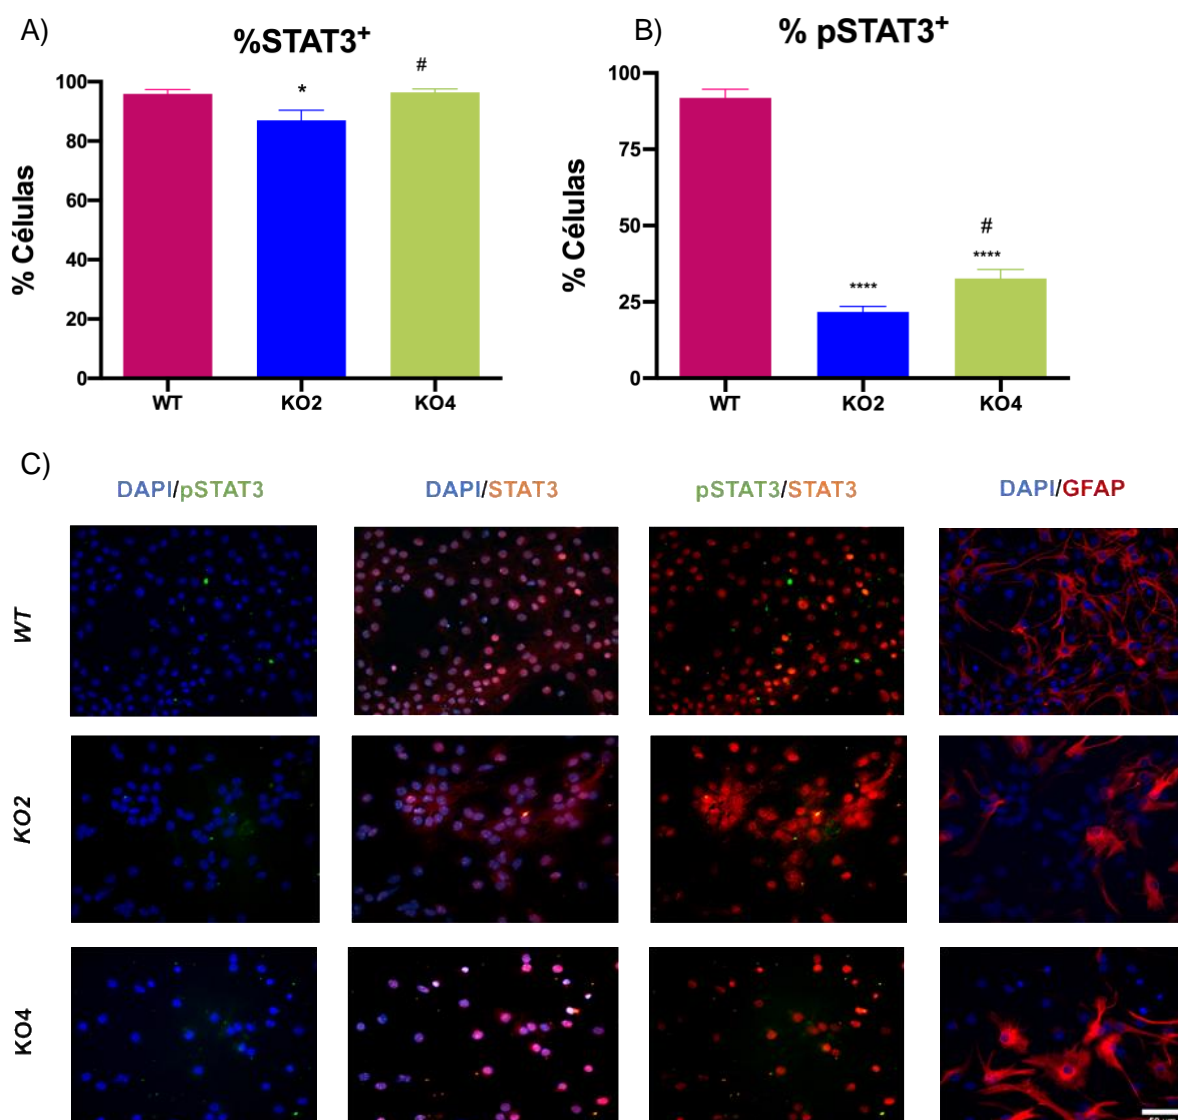 A)
%STAT3+
#
*
100
80
60
40
20
0
% Células
WT
KO2
KO4
B)
% pSTAT3+
#
****
****
100
75
50
25
0
% Células
WT
KO2
KO4
C)
DAPI/pSTAT3
DAPI/STAT3
pSTAT3/STAT3
DAPI/GFAP
WT
KO2
KO4